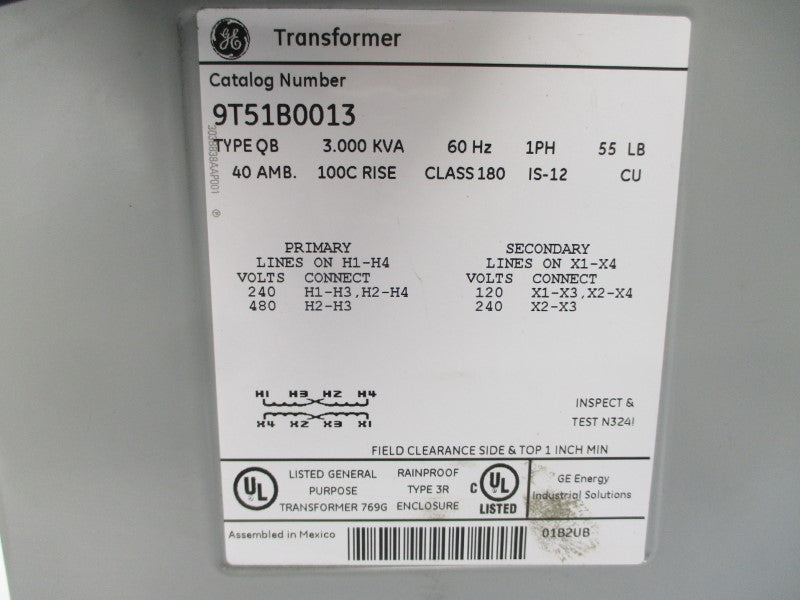 GE Transformer
Catalog Number
9T51B0013
TYPE QB 3.000 KVA 60 Hz 1PH 55 LB
40 AMB. 100C RISE CLASS 180 IS-12 CU
PRIMARY
LINES ON H1-H4
VOLTS CONNECT
240 H1-H3,H2-H4
480 H2-H3
SECONDARY
LINES ON X1-X4
VOLTS CONNECT
120 X1-X3,X2-X4
240 X2-X3
H1 H3 H2 H4
X4 X2 X3 X1
INSPECT &
TEST N324!
FIELD CLEARANCE SIDE & TOP 1 INCH MIN
UL
LISTED GENERAL
PURPOSE
TRANSFORMER 769G
RAINPROOF
TYPE 3R
ENCLOSURE
C UL
LISTED
GE Energy
Industrial Solutions
Assembled in Mexico
01B2UB